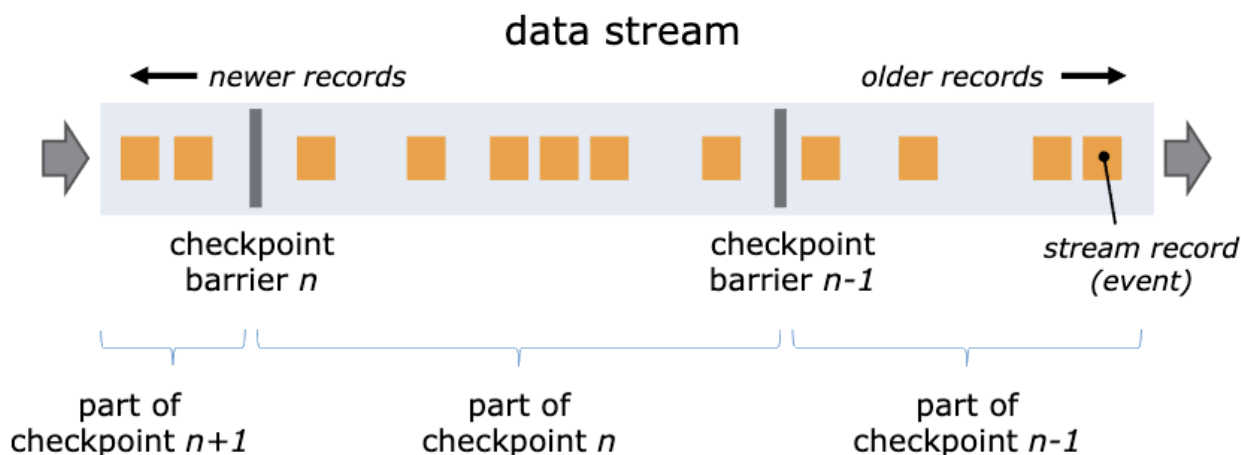 data stream
newer records
older records
checkpoint
barrier n
checkpoint
barrier n-1
stream record
(event)
part of
checkpoint n+1
part of
checkpoint n
part of
checkpoint n-1